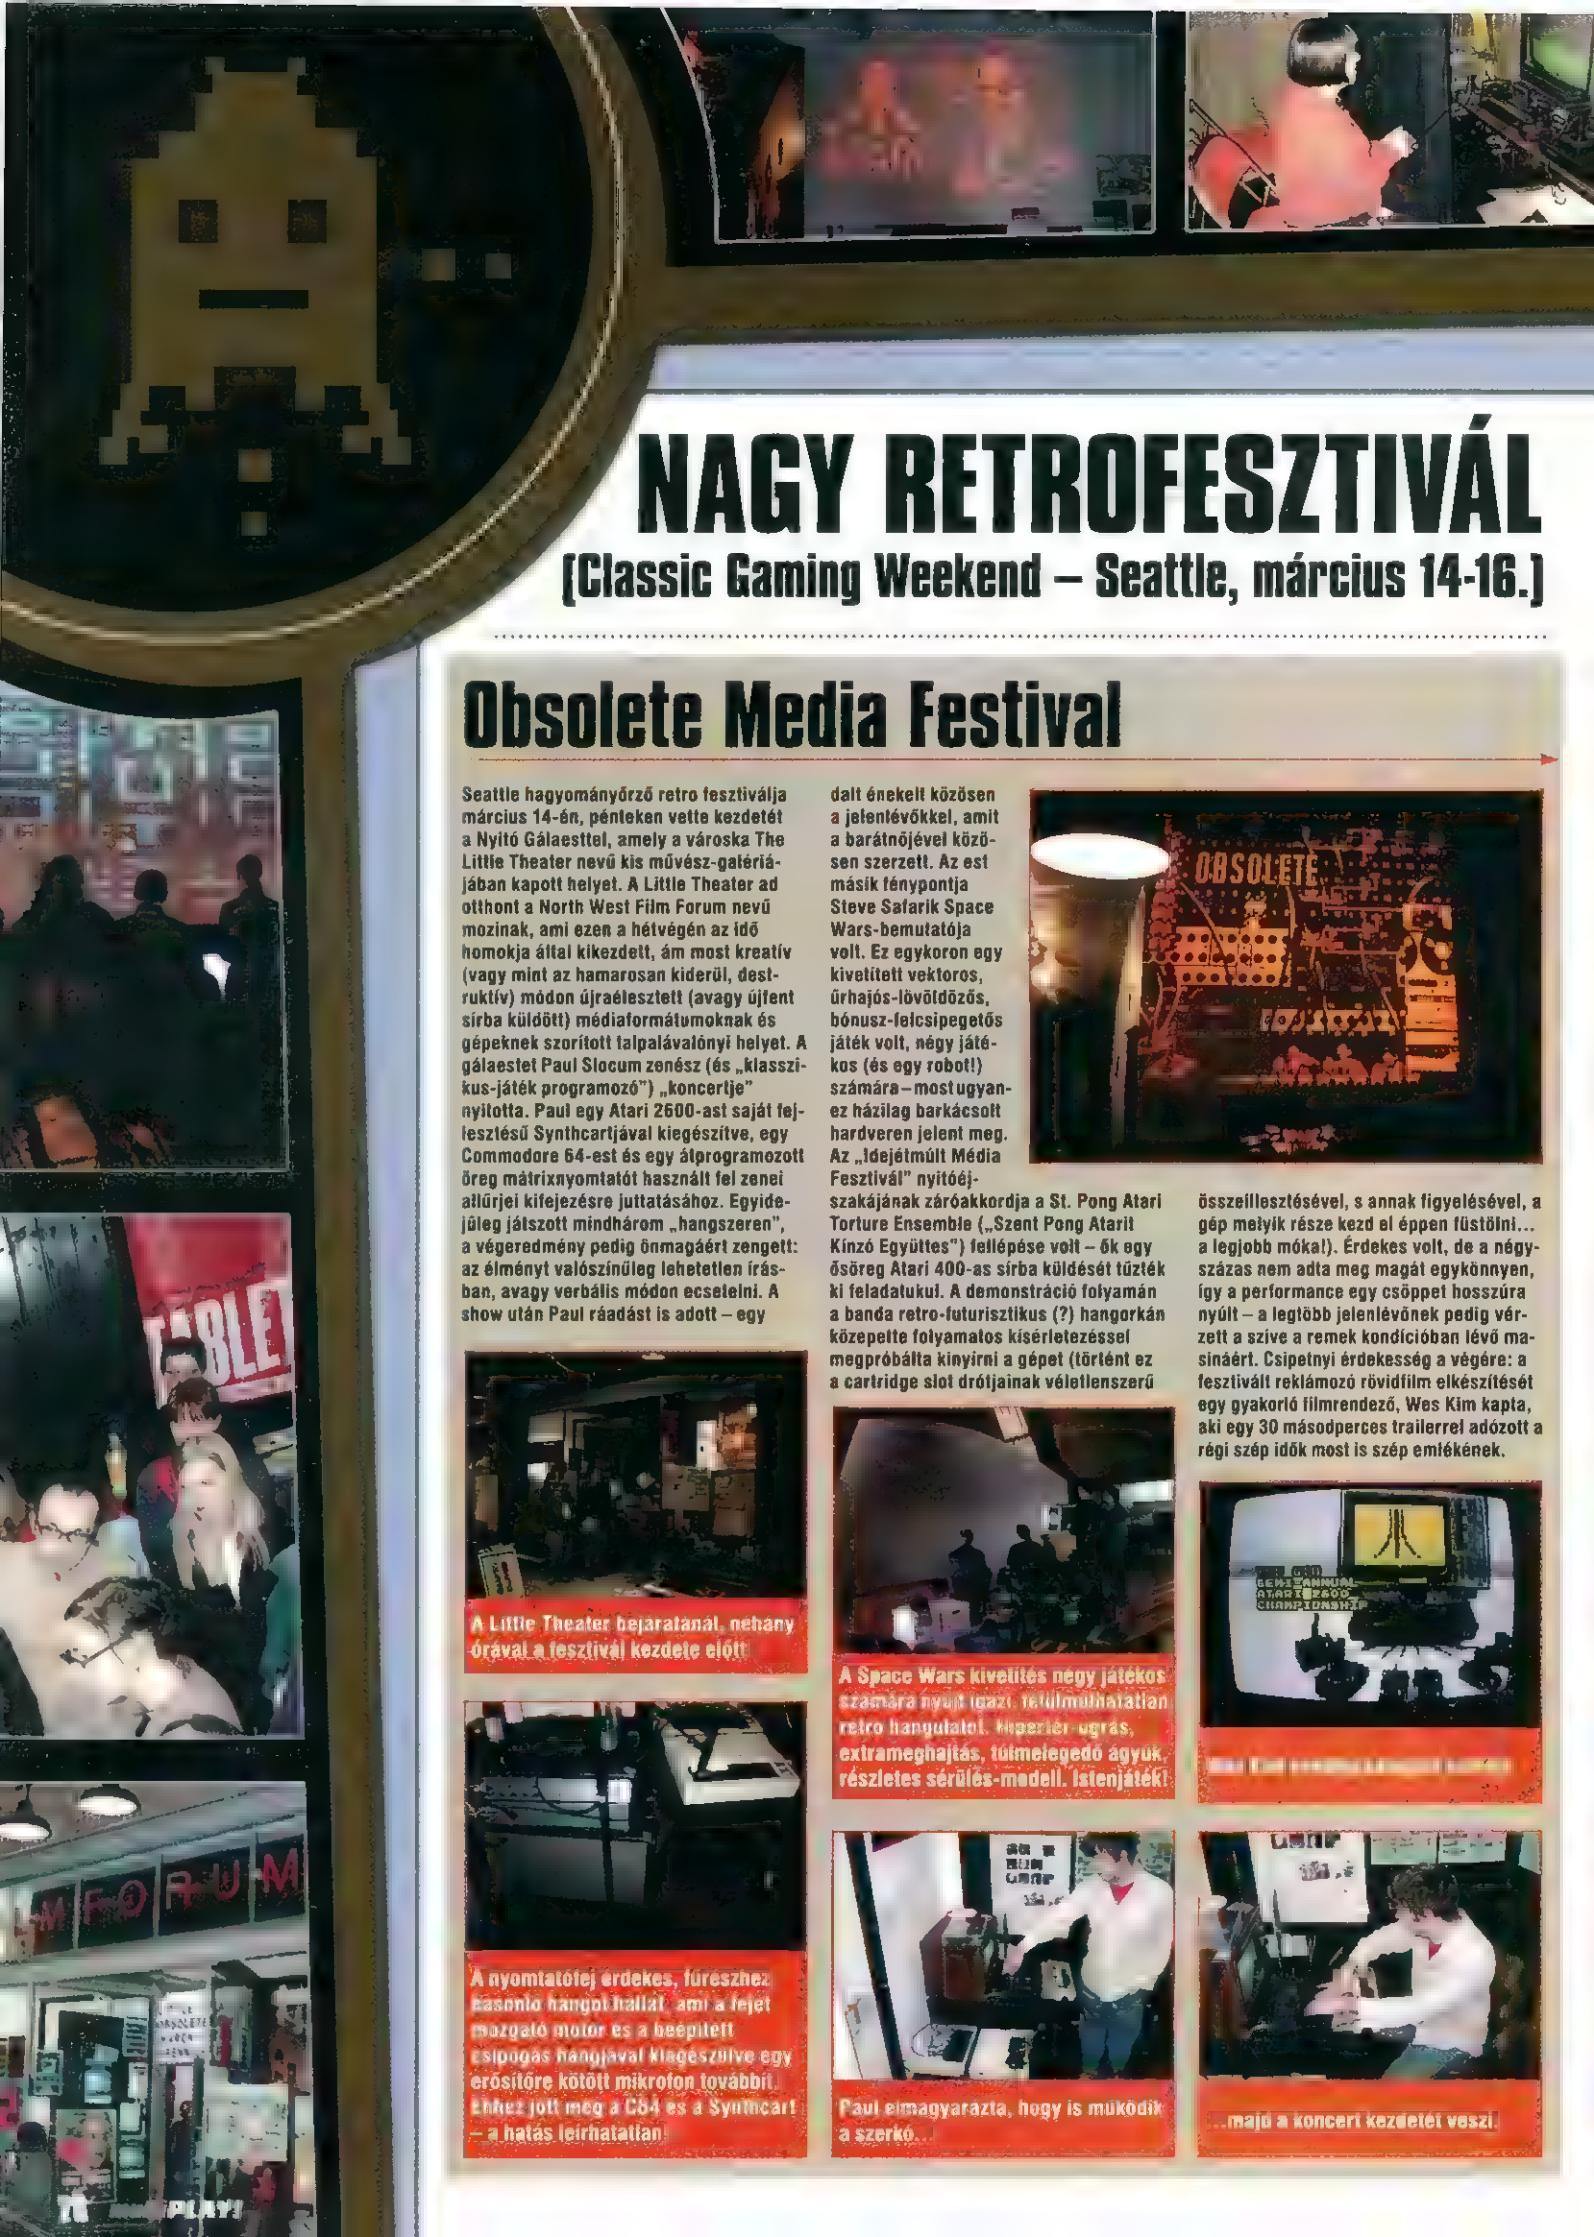 NAGY RETROFESZTIVÁL
[Classic Gaming Weekend – Seattle, március 14-16.]
Obsolete Media Festival
Seattle hagyományőrző retro fesztiválja
március 14-én, pénteken vette kezdetét
a Nyitó Gálaesttel, amely a városka The
Little Theater nevű kis művész-galériá-
jában kapott helyet. A Little Theater ad
otthont a North West Film Forum nevű
mozinak, ami ezen a hétvégén az idő
homokja által kikezdett, ám most kreatív
(vagy mint az hamarosan kiderül, dest-
ruktív) módon újraélesztett (avagy újfent
sírba küldött) médiaformátumoknak és
gépeknek szorított talpalávalónyi helyet. A
gálaestet Paul Slocum zenész (és „klasszi-
kus-játék programozó”) „koncertje”
nyitotta. Paul egy Atari 2600-ast saját fej-
lesztésű Synthcartjával kiegészítve, egy
Commodore 64-est és egy átprogramozott
öreg mátrixnyomtatót használt fel zenei
allűrjei kifejezésre juttatásához. Egyide-
jűleg játszott mindhárom „hangszeren”,
a végeredmény pedig önmagáért zengett:
az élményt valószínűleg lehetetlen írás-
ban, avagy verbális módon ecsetelni. A
show után Paul ráadást is adott – egy
dalt énekelt közösen
a jelenlévőkkel, amit
a barátnőjével közö-
sen szerzett. Az est
másik fénypontja
Steve Safarik Space
Wars-bemutatója
volt. Ez egykoron egy
kivetített vektoros,
űrhajós-lövöldözős,
bónusz-felcsipegetős
játék volt, négy játé-
kos (és egy robot!)
számára – most ugyan-
ez házilag barkácsolt
hardveren jelent meg.
Az „Idejétmúlt Média
Fesztivál” nyitóéj-
szakájának záróakkordja a St. Pong Atari
Torture Ensemble („Szent Pong Atarit
Kínzó Együttes”) fellépése volt – ők egy
ősöreg Atari 400-as sírba küldését tűzték
ki feladatukul. A demonstráció folyamán
a banda retro-futurisztikus (?) hangorkán
közepette folyamatos kísérletezéssel
megpróbálta kinyírni a gépet (történt ez
a cartridge slot drótjainak véletlenszerű
OBSOLETE
összeillesztésével, s annak figyelésével, a
gép melyik része kezd el éppen füstölni...
a legjobb móka!). Érdekes volt, de a négy-
százas nem adta meg magát egykönnyen,
így a performance egy csöppet hosszúra
nyúlt – a legtöbb jelenlévőnek pedig vér-
zett a szíve a remek kondícióban lévő ma-
sináért. Csipetnyi érdekesség a végére: a
fesztivált reklámozó rövidfilm elkészítését
egy gyakorló filmrendező, Wes Kim kapta,
aki egy 30 másodperces trailerrel adózott a
régi szép idők most is szép emlékének.
A Little Theater bejáratánál, néhány
órával a fesztivál kezdete előtt
A Space Wars kivetítés négy játékos
számára nyújt igazi, felülmúlhatatlan
retro hangulatot. Hipertér-ugrás,
extrameghajtás, túlmelegedő ágyúk,
részletes sérülés-modell. Istenjáték!
SEMI ANNUAL
ATARI 2600
CHAMPIONSHIP
A nyomtatófej érdekes, fűrészhez
hasonló hangot hallat, ami a fejet
mozgató motor és a beépített
csipogás hangjával kiegészülve egy
erősítőre kötött mikrofon továbbít.
Ehhez jött még a C64 és a Synthcart
– a hatás leírhatatlan!
Paul elmagyarázta, hogy is működik
a szerkó...
...majd a koncert kezdetét veszi.
TABLET
M FORUM
OBSOLETE
PLAY!